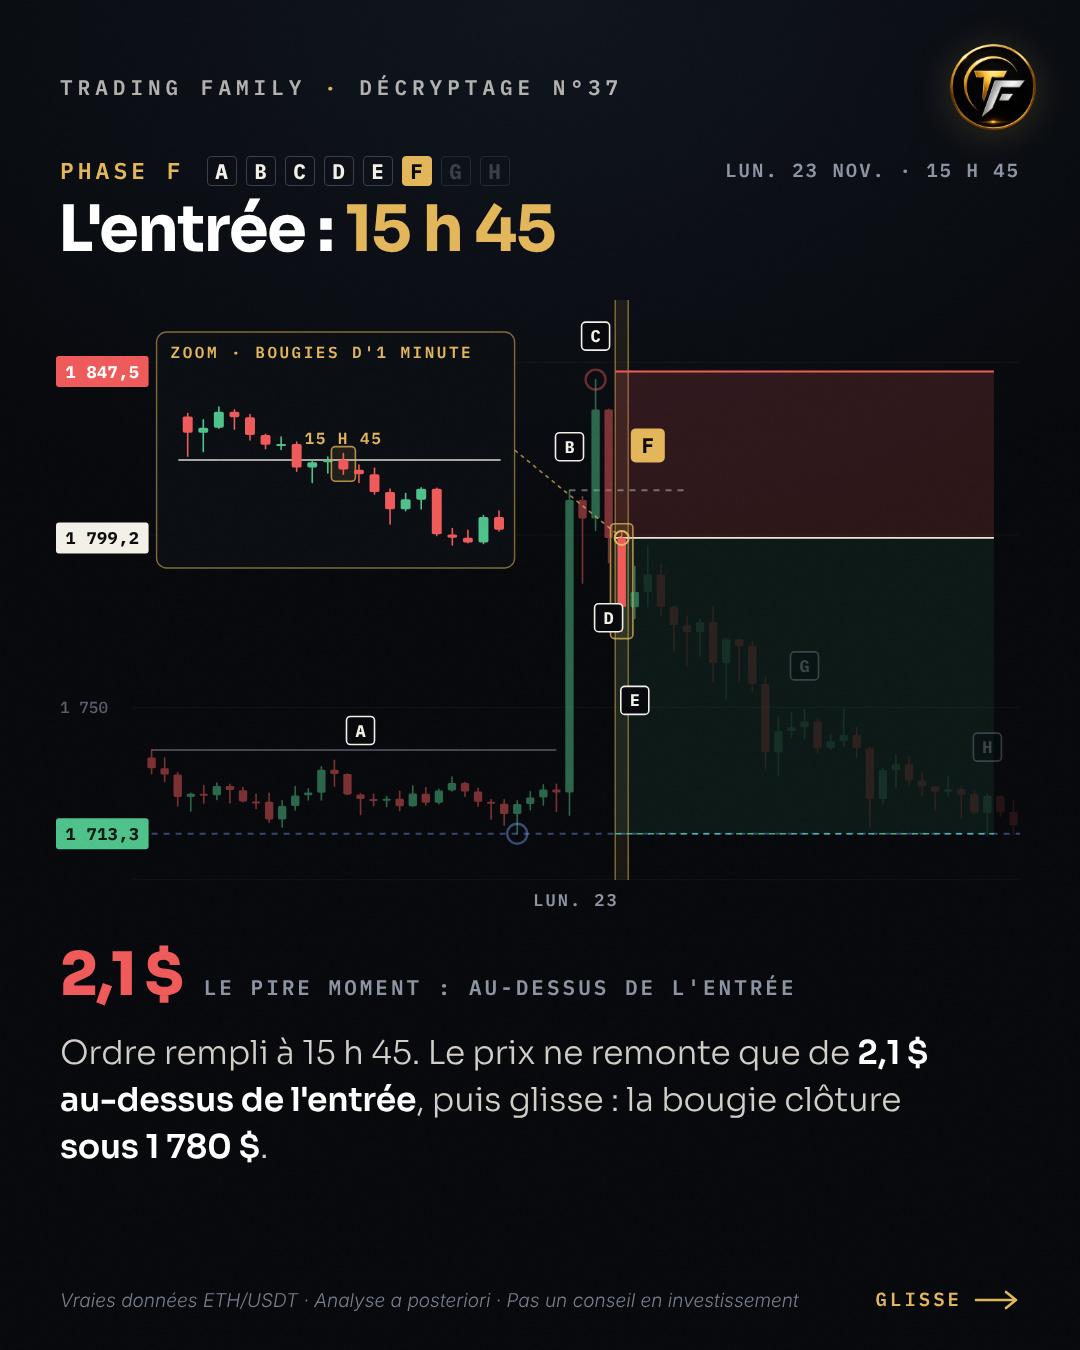 TRADING FAMILY · DÉCRYPTAGE N°37
TF
PHASE F A B C D E F G H
LUN. 23 NOV. · 15 H 45
L'entrée : 15 h 45
ZOOM · BOUGIES D'1 MINUTE
15 H 45
1 847,5
1 799,2
1 750
1 713,3
C
B
F
D
E
G
A
H
LUN. 23
2,1 $ LE PIRE MOMENT : AU-DESSUS DE L'ENTRÉE
Ordre rempli à 15 h 45. Le prix ne remonte que de 2,1 $
au-dessus de l'entrée, puis glisse : la bougie clôture
sous 1 780 $.
Vraies données ETH/USDT · Analyse a posteriori · Pas un conseil en investissement
GLISSE